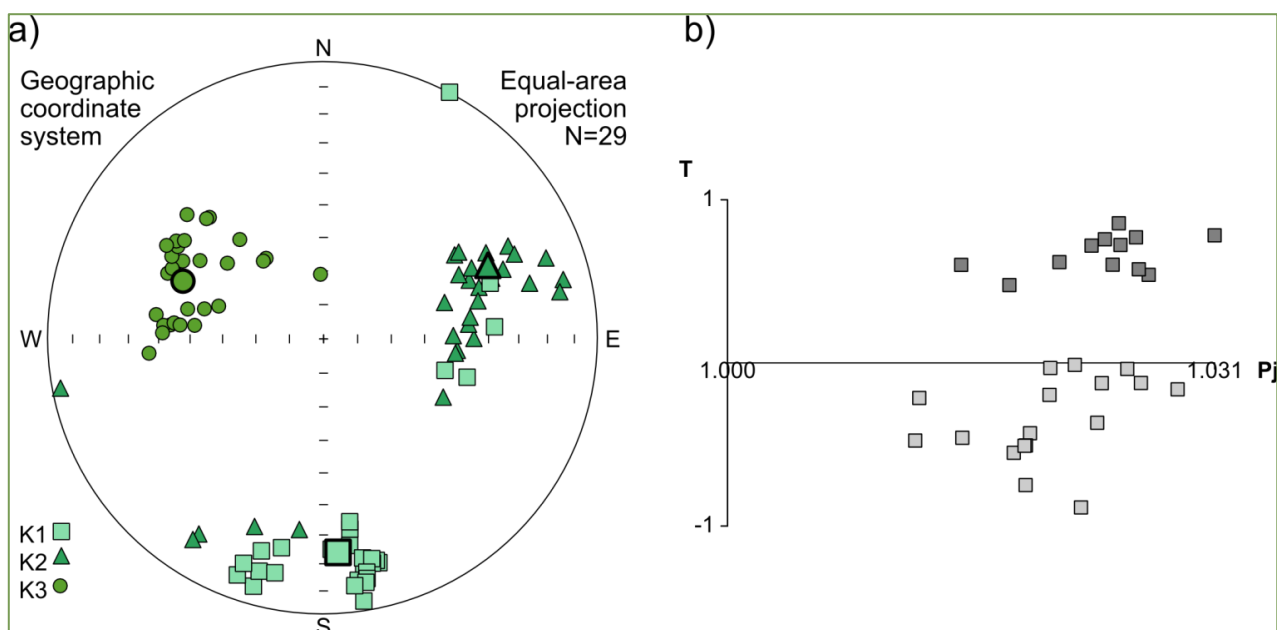 a)
Geographic
coordinate
system
N
Equal-area
projection
N=29
W
E
S
K1
K2
K3
b)
T
1
1.000
1.031
Pj
-1